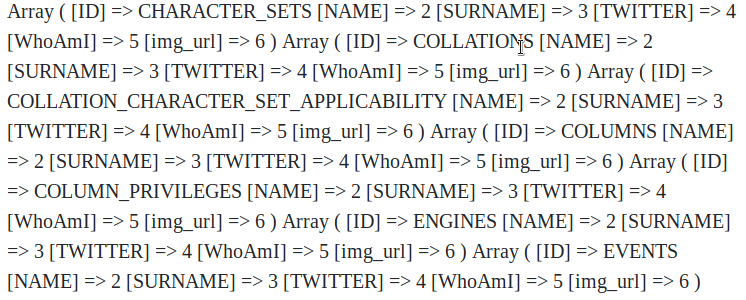 Array ( [ID] => CHARACTER_SETS [NAME] => 2 [SURNAME] => 3 [TWITTER] => 4
[WhoAmI] => 5 [img_url] => 6 ) Array ( [ID] => COLLATIONS [NAME] => 2
[SURNAME] => 3 [TWITTER] => 4 [WhoAmI] => 5 [img_url] => 6 ) Array ( [ID] =>
COLLATION_CHARACTER_SET_APPLICABILITY [NAME] => 2 [SURNAME] => 3
[TWITTER] => 4 [WhoAmI] => 5 [img_url] => 6 ) Array ( [ID] => COLUMNS [NAME]
=> 2 [SURNAME] => 3 [TWITTER] => 4 [WhoAmI] => 5 [img_url] => 6 ) Array ( [ID]
=> COLUMN_PRIVILEGES [NAME] => 2 [SURNAME] => 3 [TWITTER] => 4
[WhoAmI] => 5 [img_url] => 6 ) Array ( [ID] => ENGINES [NAME] => 2 [SURNAME]
=> 3 [TWITTER] => 4 [WhoAmI] => 5 [img_url] => 6 ) Array ( [ID] => EVENTS
[NAME] => 2 [SURNAME] => 3 [TWITTER] => 4 [WhoAmI] => 5 [img_url] => 6 )